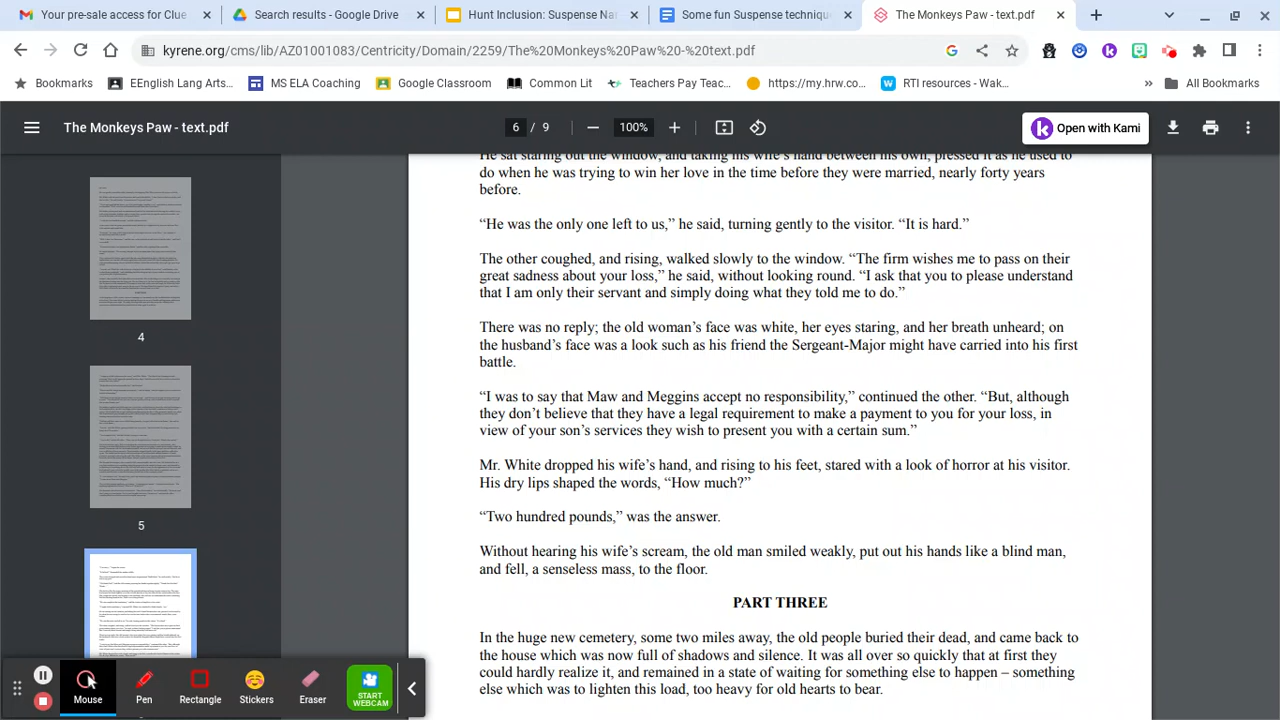 Your pre-sale access for Clue
Search results - Google Driv
Hunt Inclusion: Suspense Na
Some fun Suspense technique
The Monkeys Paw - text.pdf
kyrene.org/cms/lib/AZ01001083/Centricity/Domain/2259/The%20Monkeys%20Paw%20-%20text.pdf
Bookmarks
EEnglish Lang Arts...
MS ELA Coaching
Google Classroom
Common Lit
Teachers Pay Teac...
https://my.hrw.co...
RTI resources - Wak...
All Bookmarks
The Monkeys Paw - text.pdf
/ 9
100%
Open with Kami
He sat staring out the window, and taking his wife’s hand between his own, pressed it as he used to
do when he was trying to win her love in the time before they were married, nearly forty years
before.
“He was the only one left to us,” he said, turning gently to the visitor. “It is hard.”
The other coughed, and rising, walked slowly to the window. “The firm wishes me to pass on their
great sadness about your loss,” he said, without looking round. “I ask that you to please understand
that I am only their servant and simply doing what they told me to do.”
There was no reply; the old woman’s face was white, her eyes staring, and her breath unheard; on
the husband’s face was a look such as his friend the Sergeant-Major might have carried into his first
battle.
“I was to say that Maw and Meggins accept no responsibility,” continued the other. “But, although
they don’t believe that they have a legal requirement to make a payment to you for your loss, in
view of your son’s services they wish to present you with a certain sum.”
Mr. White dropped his wife’s hand, and rising to his feet, stared with a look of horror at his visitor.
His dry lips shaped the words, “How much?”
“Two hundred pounds,” was the answer.
Without hearing his wife’s scream, the old man smiled weakly, put out his hands like a blind man,
and fell, a senseless mass, to the floor.
PART THREE
In the huge new cemetery, some two miles away, the old people buried their dead, and came back to
the house which was now full of shadows and silence. It was all over so quickly that at first they
could hardly realize it, and remained in a state of waiting for something else to happen – something
else which was to lighten this load, too heavy for old hearts to bear.
4
5
Mouse
Pen
Rectangle
Stickers
Eraser
START
WEBCAM